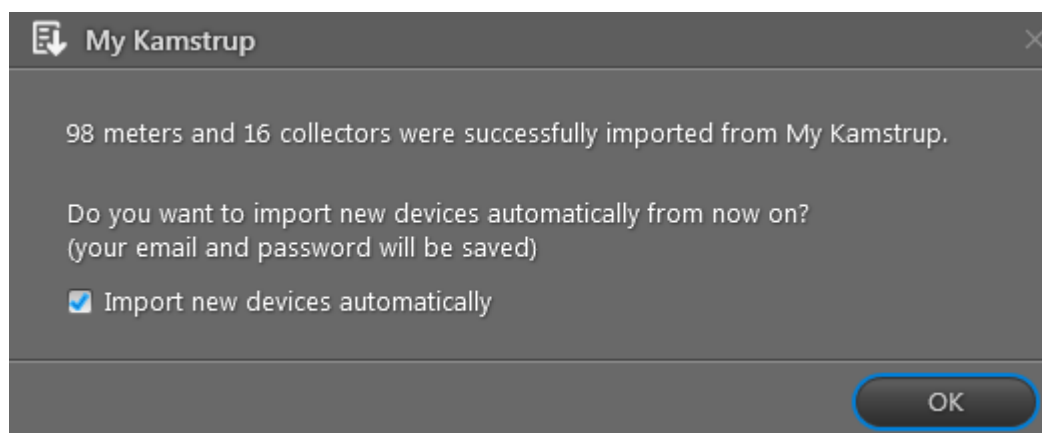 My Kamstrup
98 meters and 16 collectors were successfully imported from My Kamstrup.
Do you want to import new devices automatically from now on?
(your email and password will be saved)
Import new devices automatically
OK